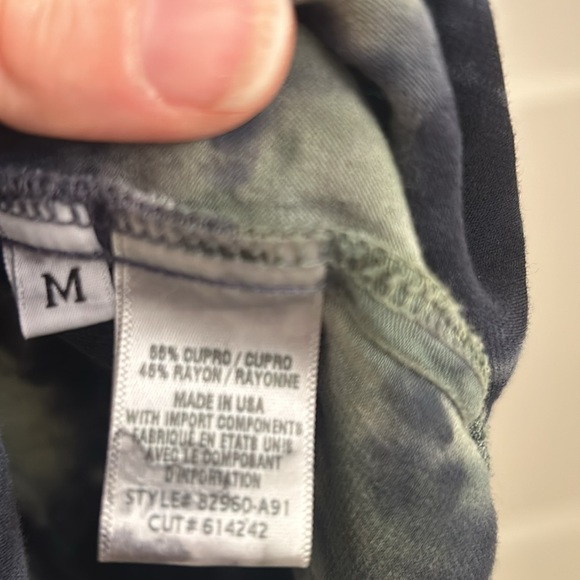 M
55% CUPRO / CUPRO
45% RAYON / RAYONNE
MADE IN USA
WITH IMPORT COMPONENTS
FABRIQUÉ EN ETATS UNIS
AVEC LE COMPOSANT
D'IMPORTATION
STYLE# 82960-A91
CUT# 614242